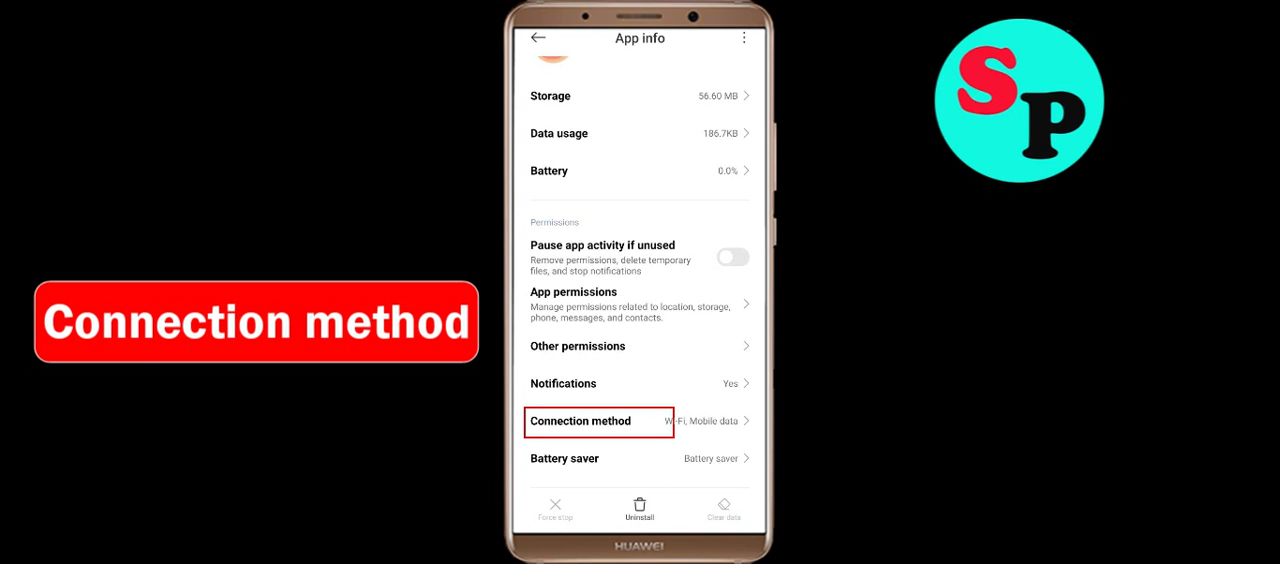 App info
Storage
56.60 MB
Data usage
186.7KB
Battery
0.0%
Permissions
Pause app activity if unused
Remove permissions, delete temporary
files, and stop notifications
App permissions
Manage permissions related to location, storage,
phone, messages, and contacts.
Other permissions
Notifications
Yes
Connection method
Wi-Fi, Mobile data
Battery saver
Battery saver
Force stop
Uninstall
Clear data
HUAWEI
Connection method
SP